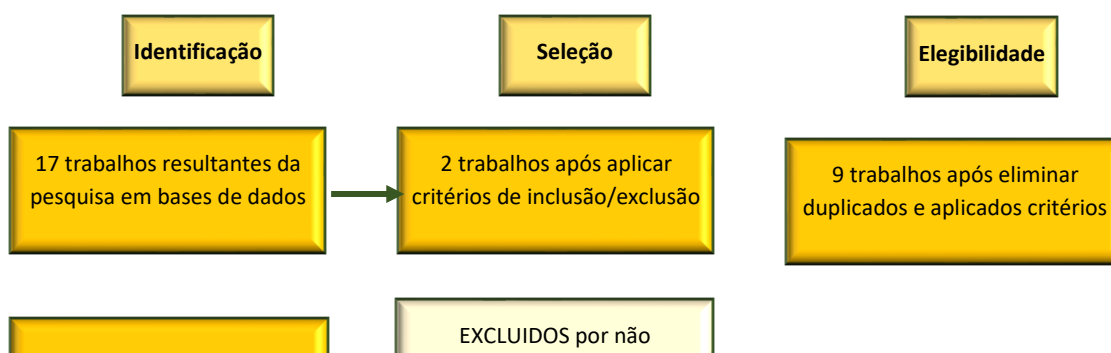 Identificação
Seleção
Elegibilidade
17 trabalhos resultantes da
pesquisa em bases de dados
2 trabalhos após aplicar
critérios de inclusão/exclusão
9 trabalhos após eliminar
duplicados e aplicados critérios
EXCLUIDOS por não